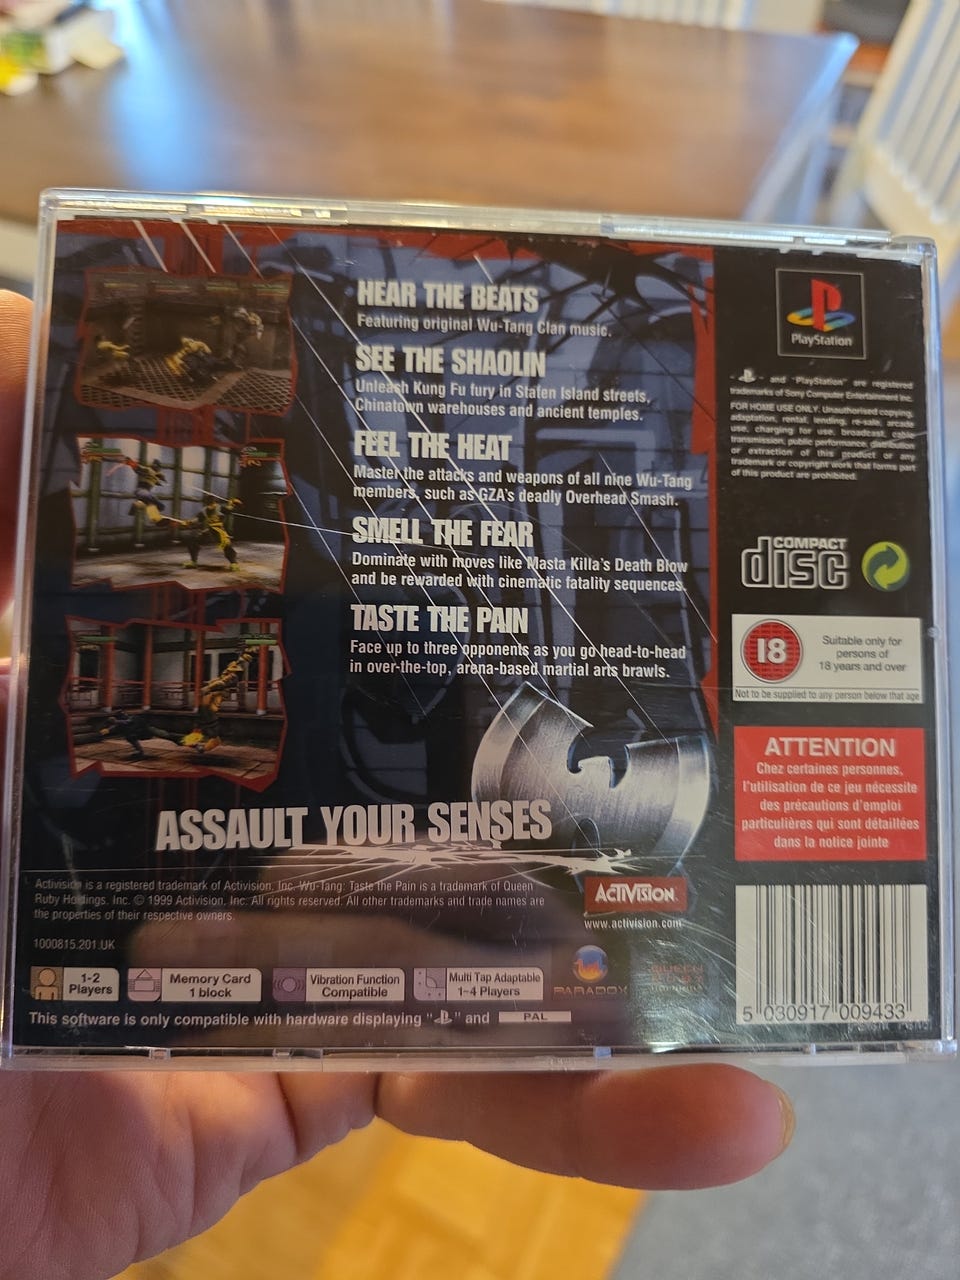 HEAR THE BEATS
Featuring original Wu-Tang Clan music.
SEE THE SHAOLIN
Unleash Kung Fu fury in Staten Island streets,
Chinatown warehouses and ancient temples.
FEEL THE HEAT
Master the attacks and weapons of all nine Wu-Tang
members, such as GZA's deadly Overhead Smash.
SMELL THE FEAR
Dominate with moves like Masta Killa's Death Blow
and be rewarded with cinematic fatality sequences.
TASTE THE PAIN
Face up to three opponents as you go head-to-head
in over-the-top, arena-based martial arts brawls.
ASSAULT YOUR SENSES
Activision is a registered trademark of Activision, Inc. Wu-Tang: Taste the Pain is a trademark of Queen
Ruby Holdings, Inc. © 1999 Activision, Inc. All rights reserved. All other trademarks and trade names are
the properties of their respective owners.
1000815.201.UK
ACTIVISION
www.activision.com
1-2
Players
Memory Card
1 block
Vibration Function
Compatible
Multi Tap Adaptable
1-4 Players
PARADOX
This software is only compatible with hardware displaying " " and PAL
PlayStation
and "PlayStation" are registered
trademarks of Sony Computer Entertainment Inc.
FOR HOME USE ONLY. Unauthorised copying,
adaptation, rental, lending, re-sale, arcade
use, charging for use, broadcast, cable
transmission, public performance, distribution
or extraction of this product or any
trademark or copyright work that forms part
of this product are prohibited.
COMPACT
disc
18
Suitable only for
persons of
18 years and over
Not to be supplied to any person below that age
ATTENTION
Chez certaines personnes,
l'utilisation de ce jeu nécessite
des précautions d'emploi
particulières qui sont détaillées
dans la notice jointe
5 030917 009433